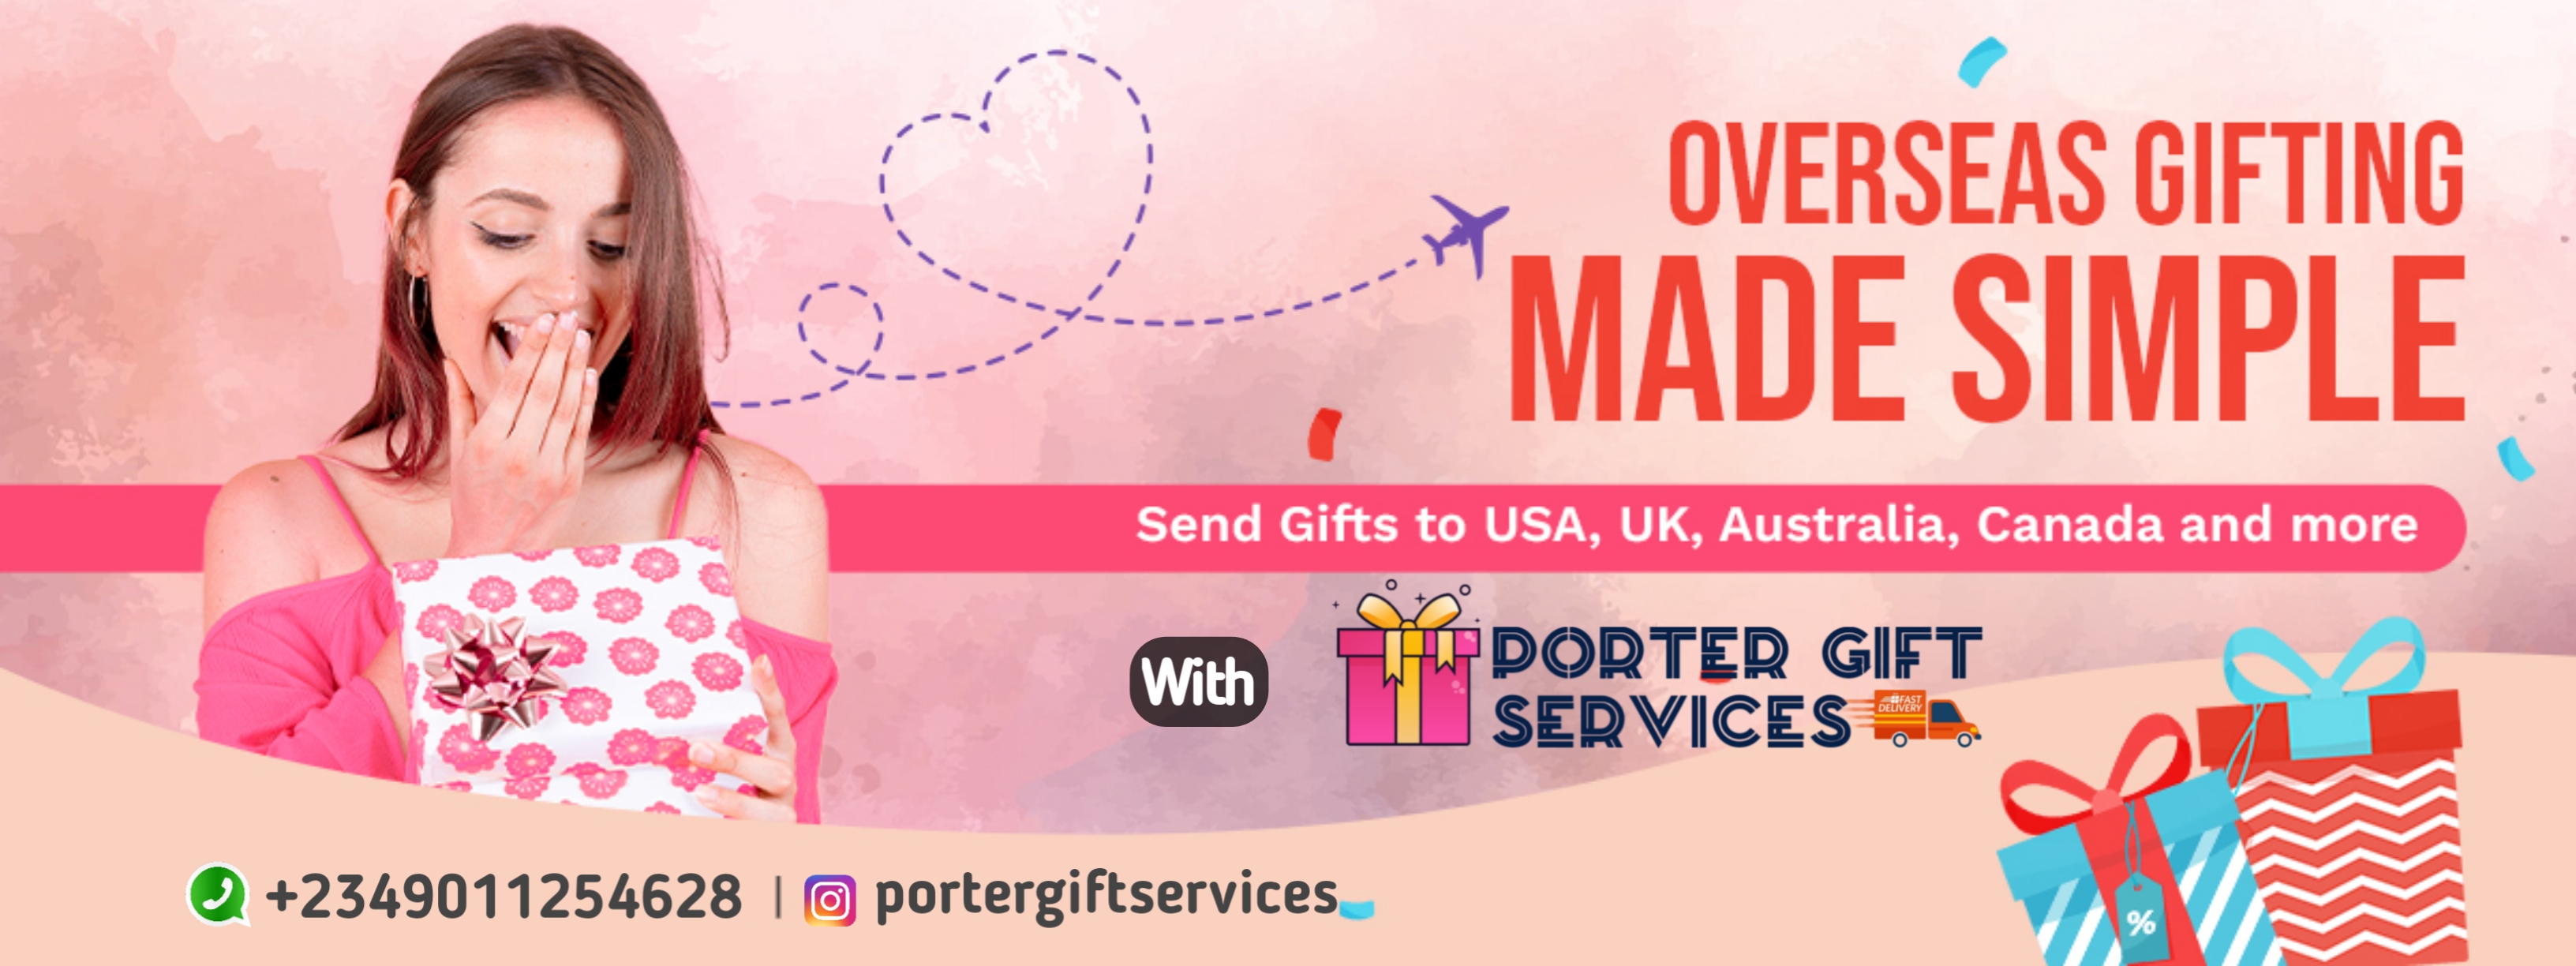 OVERSEAS GIFTING
MADE SIMPLE
Send Gifts to USA, UK, Australia, Canada and more
With
PORTER GIFT
SERVICES
FAST
DELIVERY
+2349011254628 | portergiftservices
%